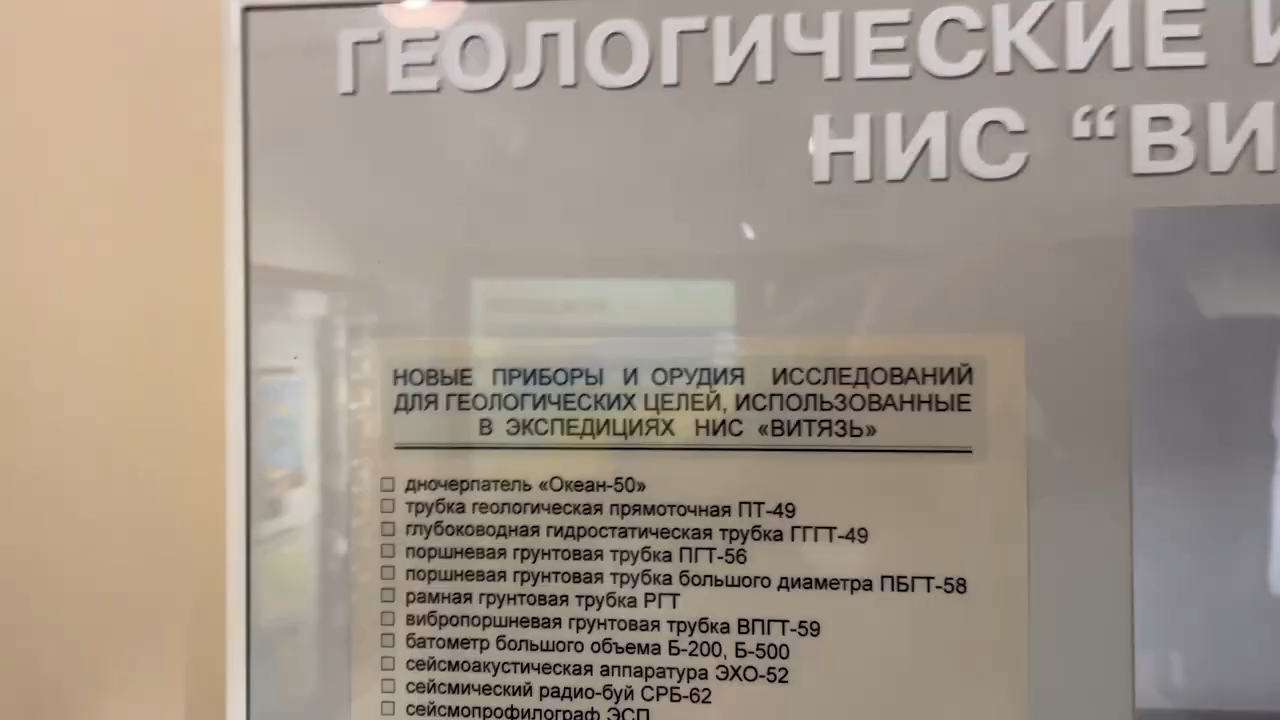 ГЕОЛОГИЧЕСКИЕ
НИС “ВИ
НОВЫЕ ПРИБОРЫ И ОРУДИЯ ИССЛЕДОВАНИЙ
ДЛЯ ГЕОЛОГИЧЕСКИХ ЦЕЛЕЙ, ИСПОЛЬЗОВАННЫЕ
В ЭКСПЕДИЦИЯХ НИС «ВИТЯЗЬ»
☐ дночерпатель «Океан-50»
☐ трубка геологическая прямоточная ПТ-49
☐ глубоководная гидростатическая трубка ГГГТ-49
☐ поршневая грунтовая трубка ПГТ-56
☐ поршневая грунтовая трубка большого диаметра ПБГТ-58
☐ рамная грунтовая трубка РГТ
☐ вибропоршневая грунтовая трубка ВПГТ-59
☐ батометр большого объема Б-200, Б-500
☐ сейсмоакустическая аппаратура ЭХО-52
☐ сейсмический радио-буй СРБ-62
☐ сейсмопрофилограф ЭСП